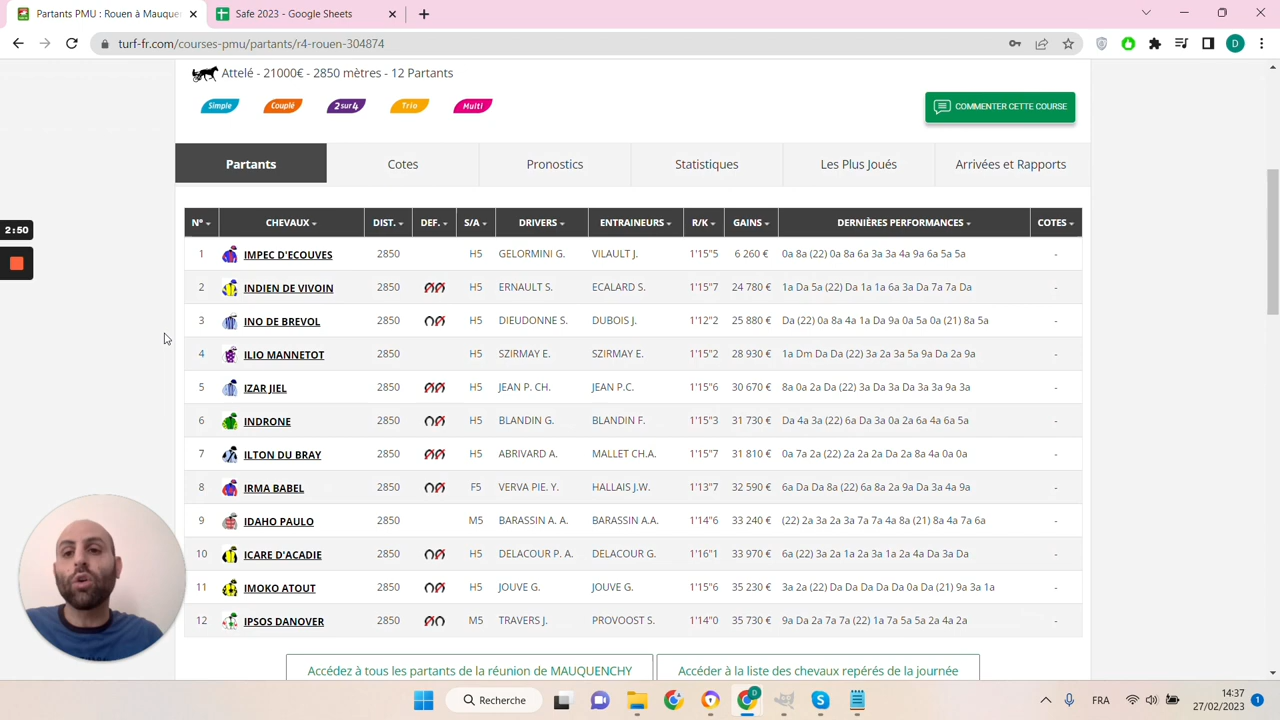 Partants PMU : Rouen à Mauque
Safe 2023 - Google Sheets
turf-fr.com/courses-pmu/partants/r4-rouen-304874
D
Attelé - 21000€ - 2850 mètres - 12 Partants
Simple Couplé 2sur4 Trio Multi
COMMENTER CETTE COURSE
Partants Cotes Pronostics Statistiques Les Plus Joués Arrivées et Rapports
N° CHEVAUX DIST. DEF. S/A DRIVERS ENTRAINEURS R/K GAINS DERNIÈRES PERFORMANCES COTES
2:50
1 IMPEC D'ECOUVES 2850 H5 GELORMINI G. VILAULT J. 1'15"5 6 260 € 0a 8a (22) 0a 8a 6a 3a 3a 4a 9a 6a 5a 5a -
2 INDIEN DE VIVOIN 2850 H5 ERNAULT S. ECALARD S. 1'15"7 24 780 € 1a Da 5a (22) Da 1a 1a 6a 3a Da 7a 7a Da -
3 INO DE BREVOL 2850 H5 DIEUDONNE S. DUBOIS J. 1'12"2 25 880 € Da (22) 0a 8a 4a 1a Da 9a 0a 5a 0a (21) 8a 5a -
4 ILIO MANNETOT 2850 H5 SZIRMAY E. SZIRMAY E. 1'15"2 28 930 € 1a Dm Da Da (22) 3a 2a 3a 5a 9a Da 2a 9a -
5 IZAR JIEL 2850 H5 JEAN P. CH. JEAN P.C. 1'15"6 30 670 € 8a 0a 2a Da (22) 3a Da 3a Da 3a 3a 9a 3a -
6 INDRONE 2850 H5 BLANDIN G. BLANDIN F. 1'15"3 31 730 € Da 4a 3a (22) 6a Da 3a 0a 2a 6a 4a 6a 5a -
7 ILTON DU BRAY 2850 H5 ABRIVARD A. MALLET CH.A. 1'15"7 31 810 € 0a 7a 2a (22) 2a 2a 2a Da 2a 8a 4a 0a 0a -
8 IRMA BABEL 2850 F5 VERVA PIE. Y. HALLAIS J.W. 1'13"7 32 590 € 6a Da Da 8a (22) 6a 8a 2a 9a Da 3a 4a 9a -
9 IDAHO PAULO 2850 M5 BARASSIN A. A. BARASSIN A.A. 1'14"6 33 240 € (22) 2a 3a 2a 3a 7a 7a 4a 8a (21) 8a 4a 7a 6a -
10 ICARE D'ACADIE 2850 H5 DELACOUR P. A. DELACOUR G. 1'16"1 33 970 € 6a (22) 3a 2a 1a 2a 3a 1a 2a 4a Da 3a Da -
11 IMOKO ATOUT 2850 H5 JOUVE G. JOUVE G. 1'15"6 35 230 € 3a 2a (22) Da Da Da Da Da 0a Da (21) 9a 3a 1a -
12 IPSOS DANOVER 2850 M5 TRAVERS J. PROVOOST S. 1'14"0 35 730 € 9a Da 2a 7a 7a (22) 1a 7a 5a 5a 2a 4a 2a -
Accédez à tous les partants de la réunion de MAUQUENCHY Accéder à la liste des chevaux repérés de la journée
Recherche
FRA
14:37
27/02/2023
1